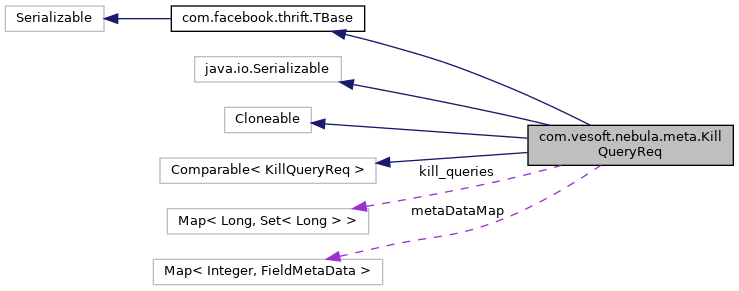 Serializable
com.facebook.thrift.TBase
java.io.Serializable
Cloneable
com.vesoft.nebula.meta.Kill
QueryReq
Comparable< KillQueryReq >
kill_queries
Map< Long, Set< Long > >
metaDataMap
Map< Integer, FieldMetaData >